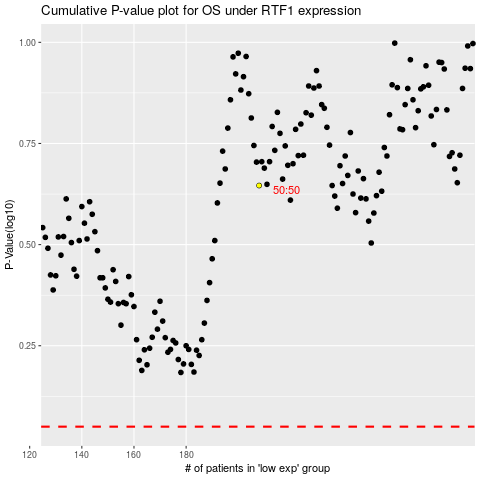 Cumulative P-value plot for OS under RTF1 expression
P-Value(log10)
1.00
0.75
0.50
0.25
50:50
120 140 160 180
# of patients in 'low exp' group